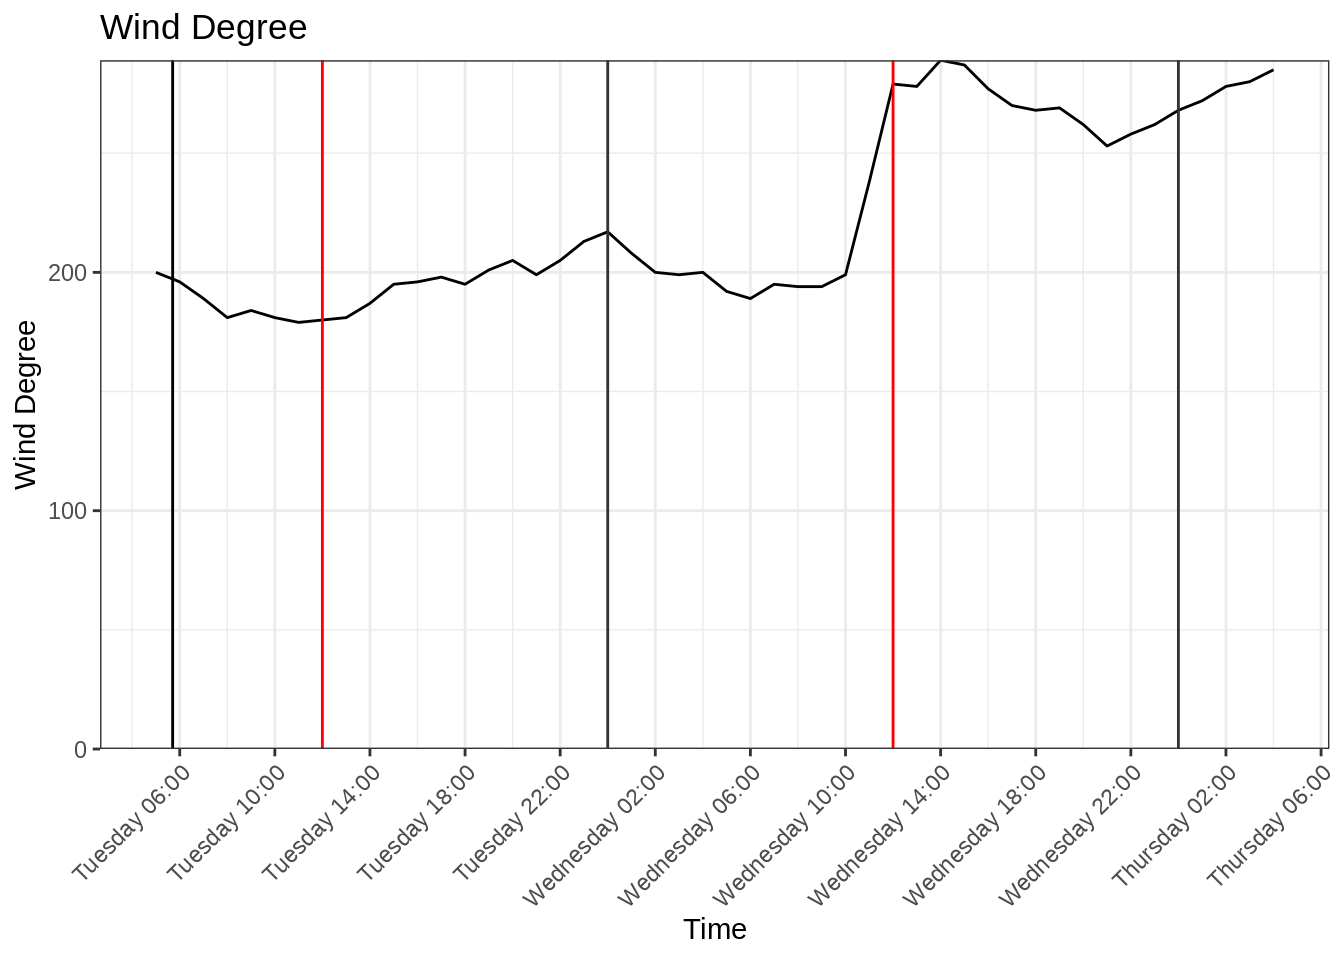 Wind Degree
Wind Degree
200
100
0
Tuesday 06:00
Tuesday 10:00
Tuesday 14:00
Tuesday 18:00
Tuesday 22:00
Wednesday 02:00
Wednesday 06:00
Wednesday 10:00
Wednesday 14:00
Wednesday 18:00
Wednesday 22:00
Thursday 02:00
Thursday 06:00
Time